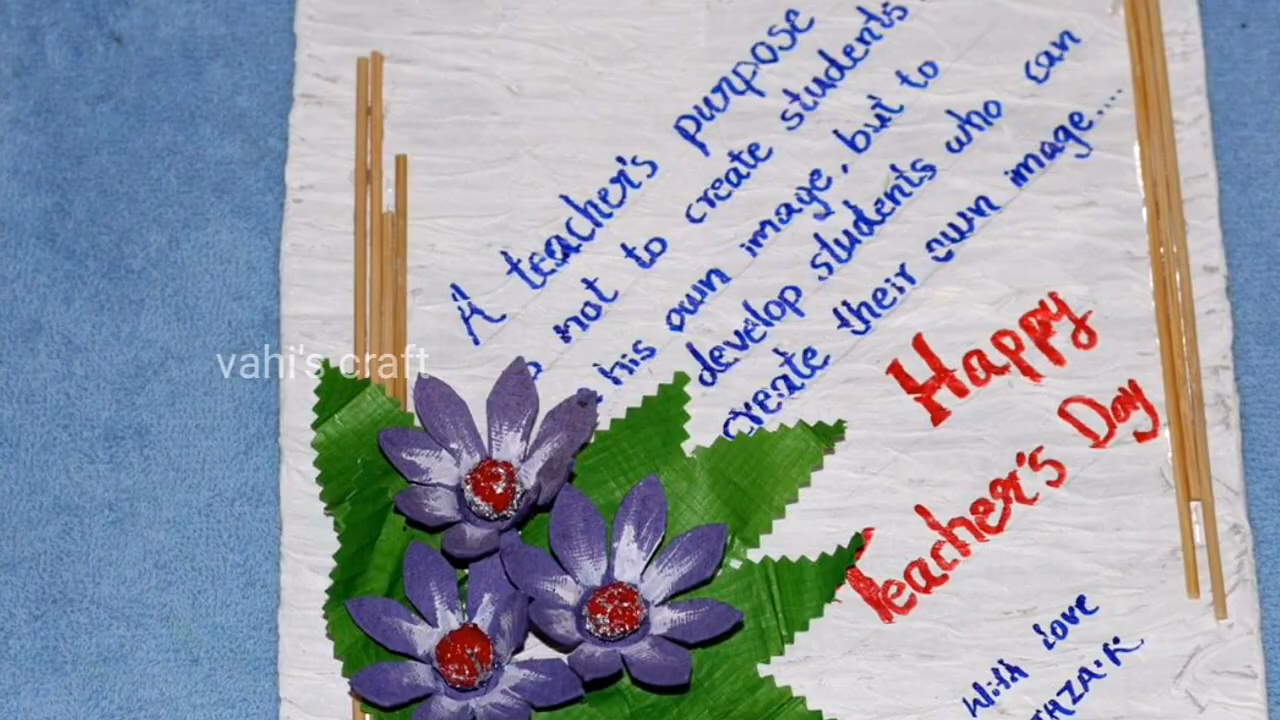 A teacher's purpose
not to create students
his own image, but to
develop students who can
create their own image....
Happy
Teacher's Day
With love
vahi's craft